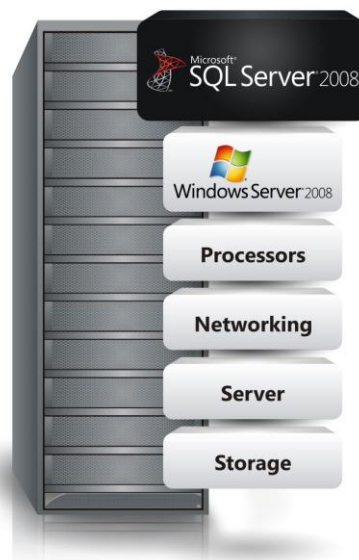 Microsoft®
SQL Server® 2008
Windows Server® 2008
Processors
Networking
Server
Storage